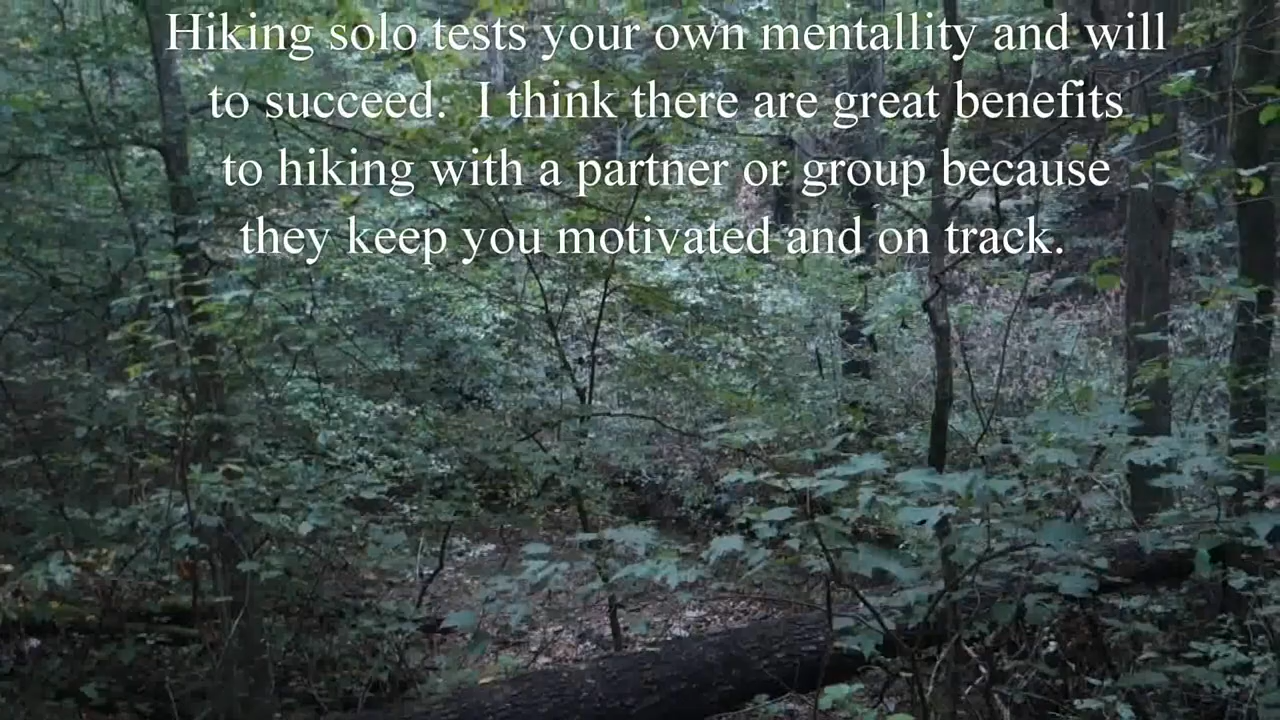 Hiking solo tests your own mentallity and will
to succeed.  I think there are great benefits
to hiking with a partner or group because
they keep you motivated and on track.